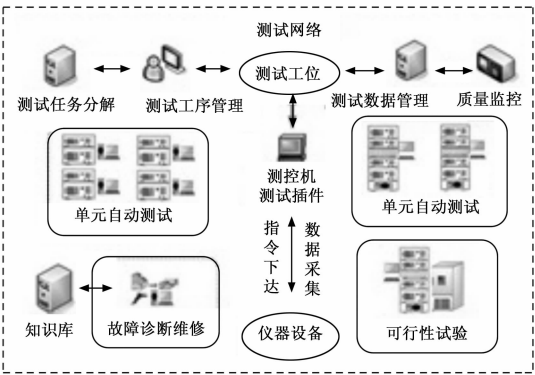 测试网络
测试任务分解
测试工序管理
测试工位
测试数据管理
质量监控
单元自动测试
测控机
测试插件
单元自动测试
指令下达
数据采集
知识库
故障诊断维修
仪器设备
可行性试验